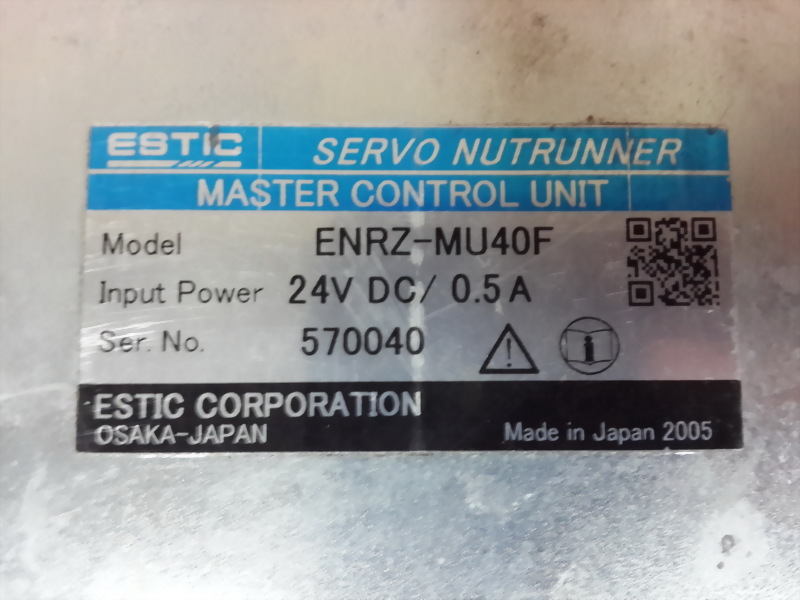 ESTIC SERVO NUTRUNNER
MASTER CONTROL UNIT
Model ENRZ-MU40F
Input Power 24V DC/ 0.5A
Ser. No. 570040
ESTIC CORPORATION
OSAKA-JAPAN Made in Japan 2005